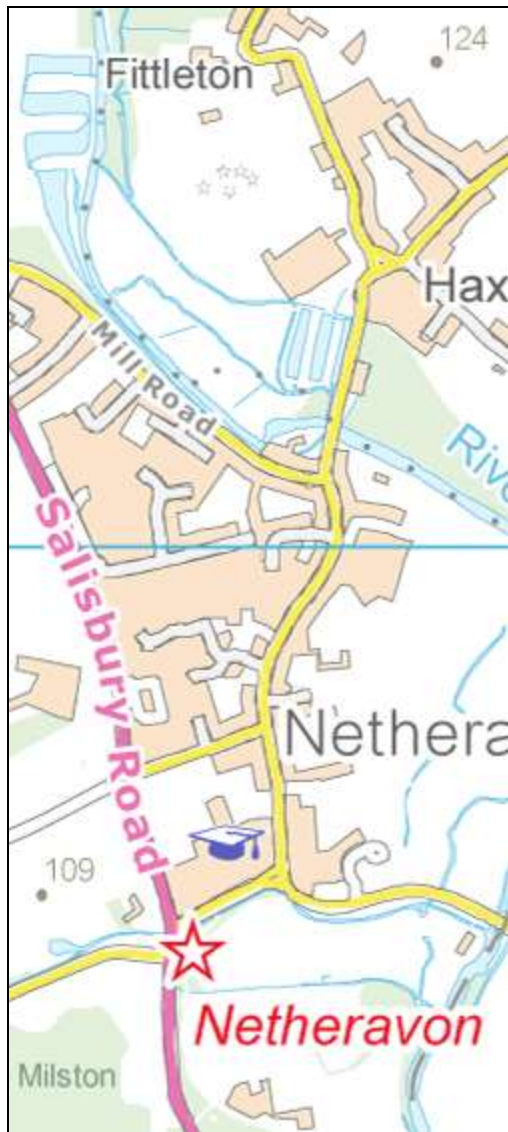 124
Fittleton
Hax
Mill Road
Rive
Salisbury Road
Nethera
109
Netheravon
Milston